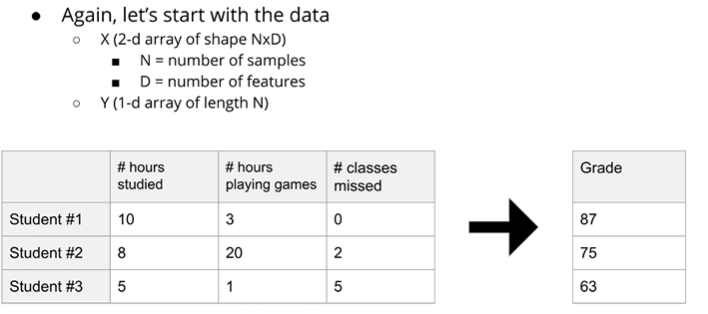 ● Again, let's start with the data
○ X (2-d array of shape NxD)
■ N = number of samples
■ D = number of features
○ Y (1-d array of length N)
# hours studied # hours playing games # classes missed Grade
Student #1 10 3 0 87
Student #2 8 20 2 75
Student #3 5 1 5 63